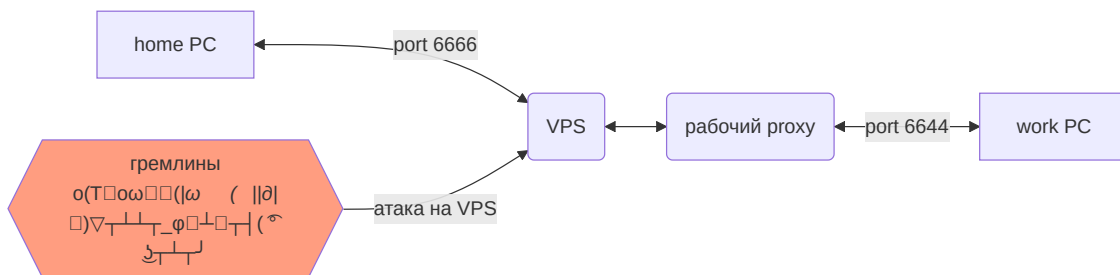 home PC
port 6666
VPS
рабочий proxy
port 6644
work PC
гремлины
атака на VPS